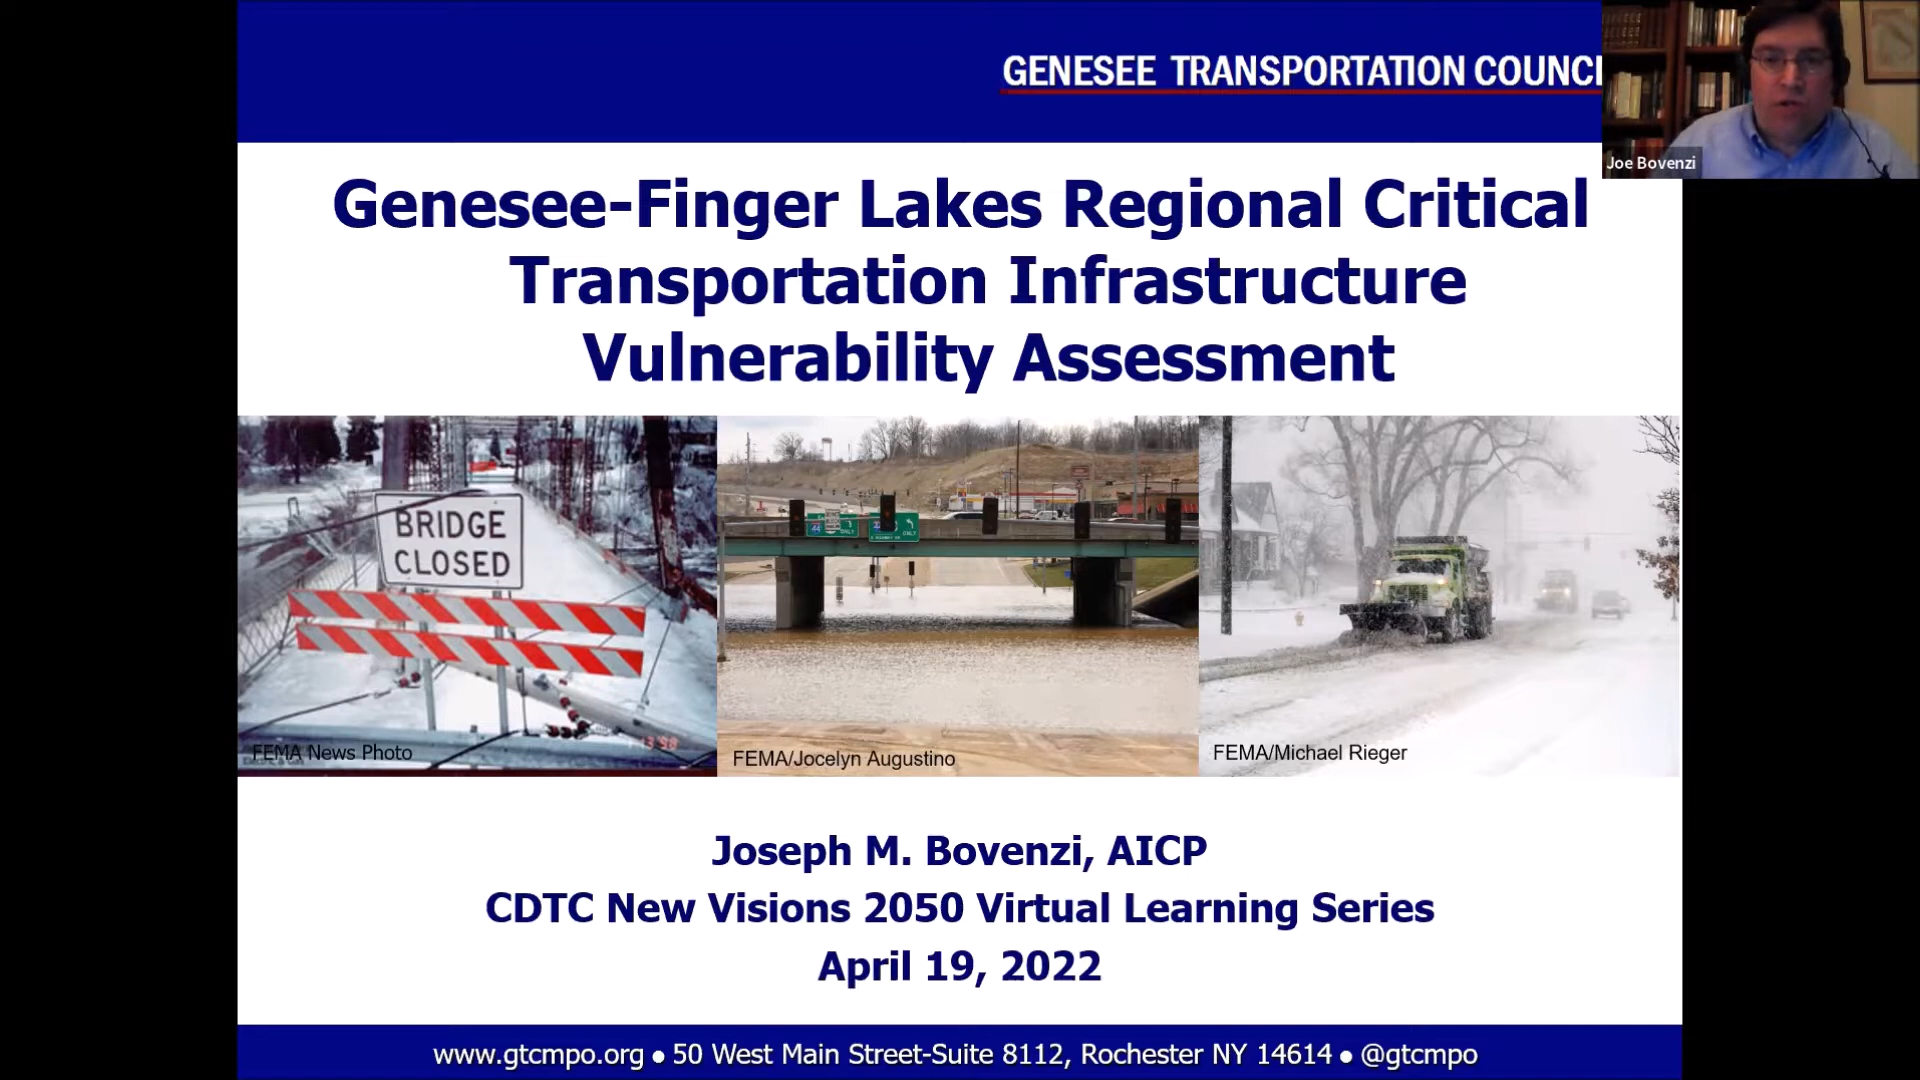 GENESEE TRANSPORTATION COUNCI
Joe Bovenzi
Genesee-Finger Lakes Regional Critical
Transportation Infrastructure
Vulnerability Assessment
BRIDGE
CLOSED
FEMA News Photo
ONLY
ONLY
FEMA/Jocelyn Augustino
FEMA/Michael Rieger
Joseph M. Bovenzi, AICP
CDTC New Visions 2050 Virtual Learning Series
April 19, 2022
www.gtcmpo.org ● 50 West Main Street-Suite 8112, Rochester NY 14614 ● @gtcmpo